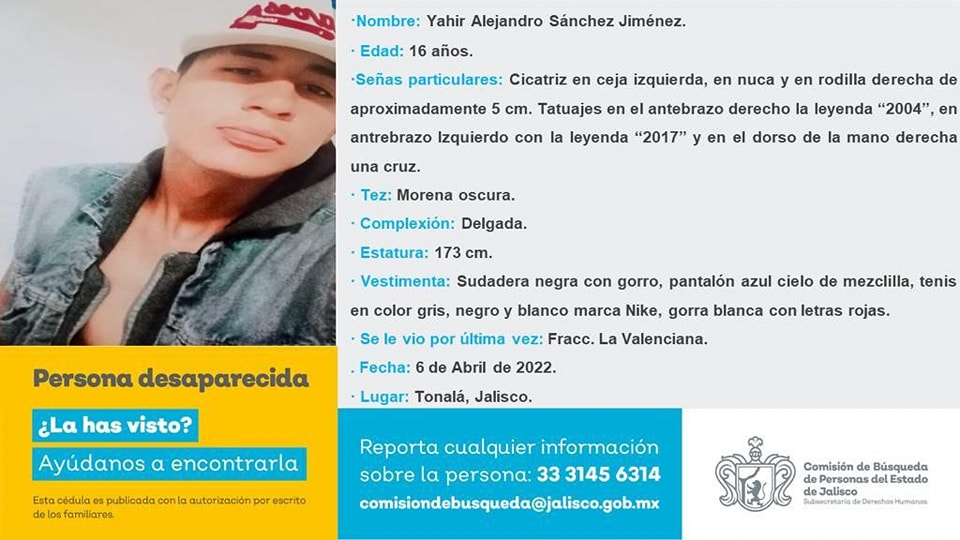 ·Nombre: Yahir Alejandro Sánchez Jiménez.
· Edad: 16 años.
·Señas particulares: Cicatriz en ceja izquierda, en nuca y en rodilla derecha de
aproximadamente 5 cm. Tatuajes en el antebrazo derecho la leyenda “2004”, en
antrebrazo Izquierdo con la leyenda “2017” y en el dorso de la mano derecha
una cruz.
· Tez: Morena oscura.
· Complexión: Delgada.
· Estatura: 173 cm.
· Vestimenta: Sudadera negra con gorro, pantalón azul cielo de mezclilla, tenis
en color gris, negro y blanco marca Nike, gorra blanca con letras rojas.
· Se le vio por última vez: Fracc. La Valenciana.
. Fecha: 6 de Abril de 2022.
· Lugar: Tonalá, Jalisco.
Persona desaparecida
¿La has visto?
Ayúdanos a encontrarla
Esta cédula es publicada con la autorización por escrito
de los familiares.
Reporta cualquier información
sobre la persona: 33 3145 6314
comisiondebusqueda@jalisco.gob.mx
Comisión de Búsqueda
de Personas del Estado
de Jalisco
Subsecretaría de Derechos Humanos